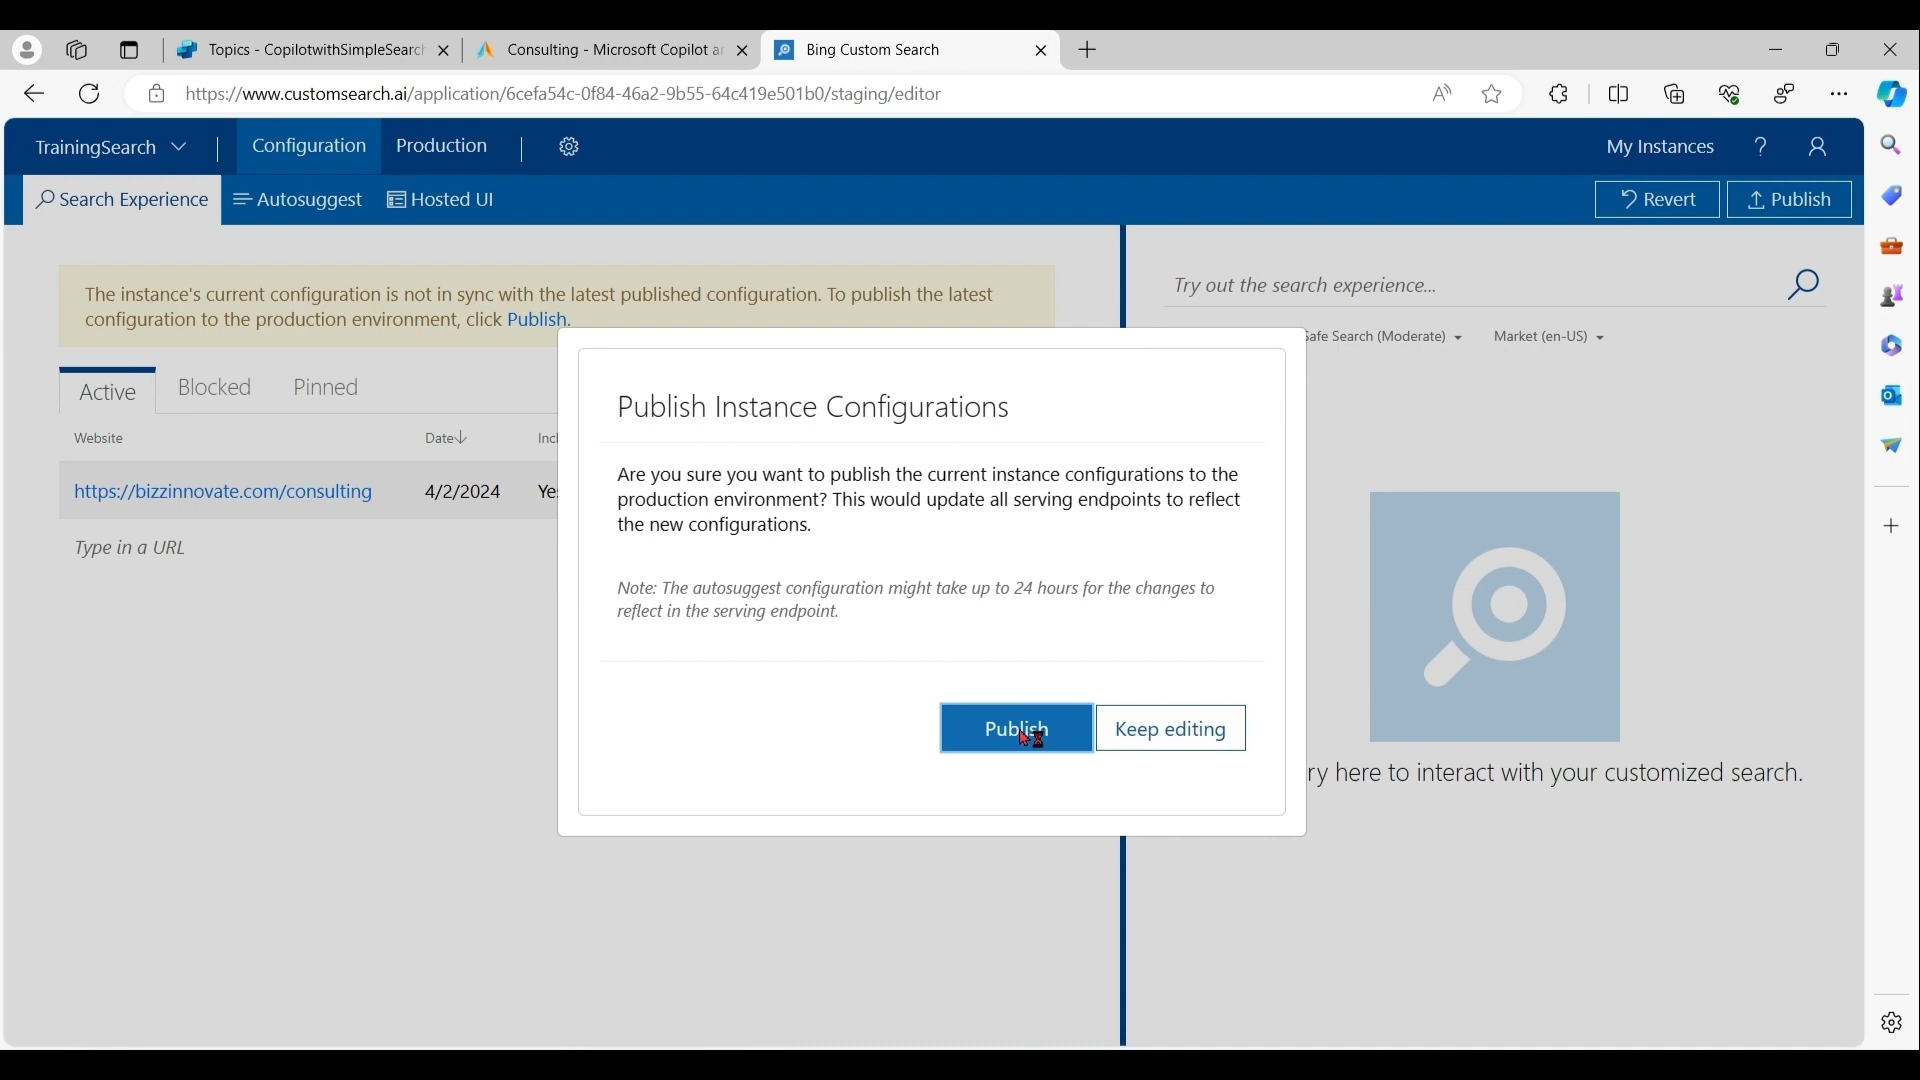 Topics - CopilotwithSimpleSearch
Consulting - Microsoft Copilot ar
Bing Custom Search
https://www.customsearch.ai/application/6cefa54c-0f84-46a2-9b55-64c419e501b0/staging/editor
TrainingSearch
Configuration
Production
My Instances
?
Search Experience
Autosuggest
Hosted UI
Revert
Publish
The instance's current configuration is not in sync with the latest published configuration. To publish the latest
configuration to the production environment, click Publish.
Try out the search experience...
Safe Search (Moderate)
Market (en-US)
Active
Blocked
Pinned
Website
Date
Incl
https://bizzinnovate.com/consulting
4/2/2024
Yes
Type in a URL
Publish Instance Configurations
Are you sure you want to publish the current instance configurations to the
production environment? This would update all serving endpoints to reflect
the new configurations.
Note: The autosuggest configuration might take up to 24 hours for the changes to
reflect in the serving endpoint.
Publish
Keep editing
ry here to interact with your customized search.